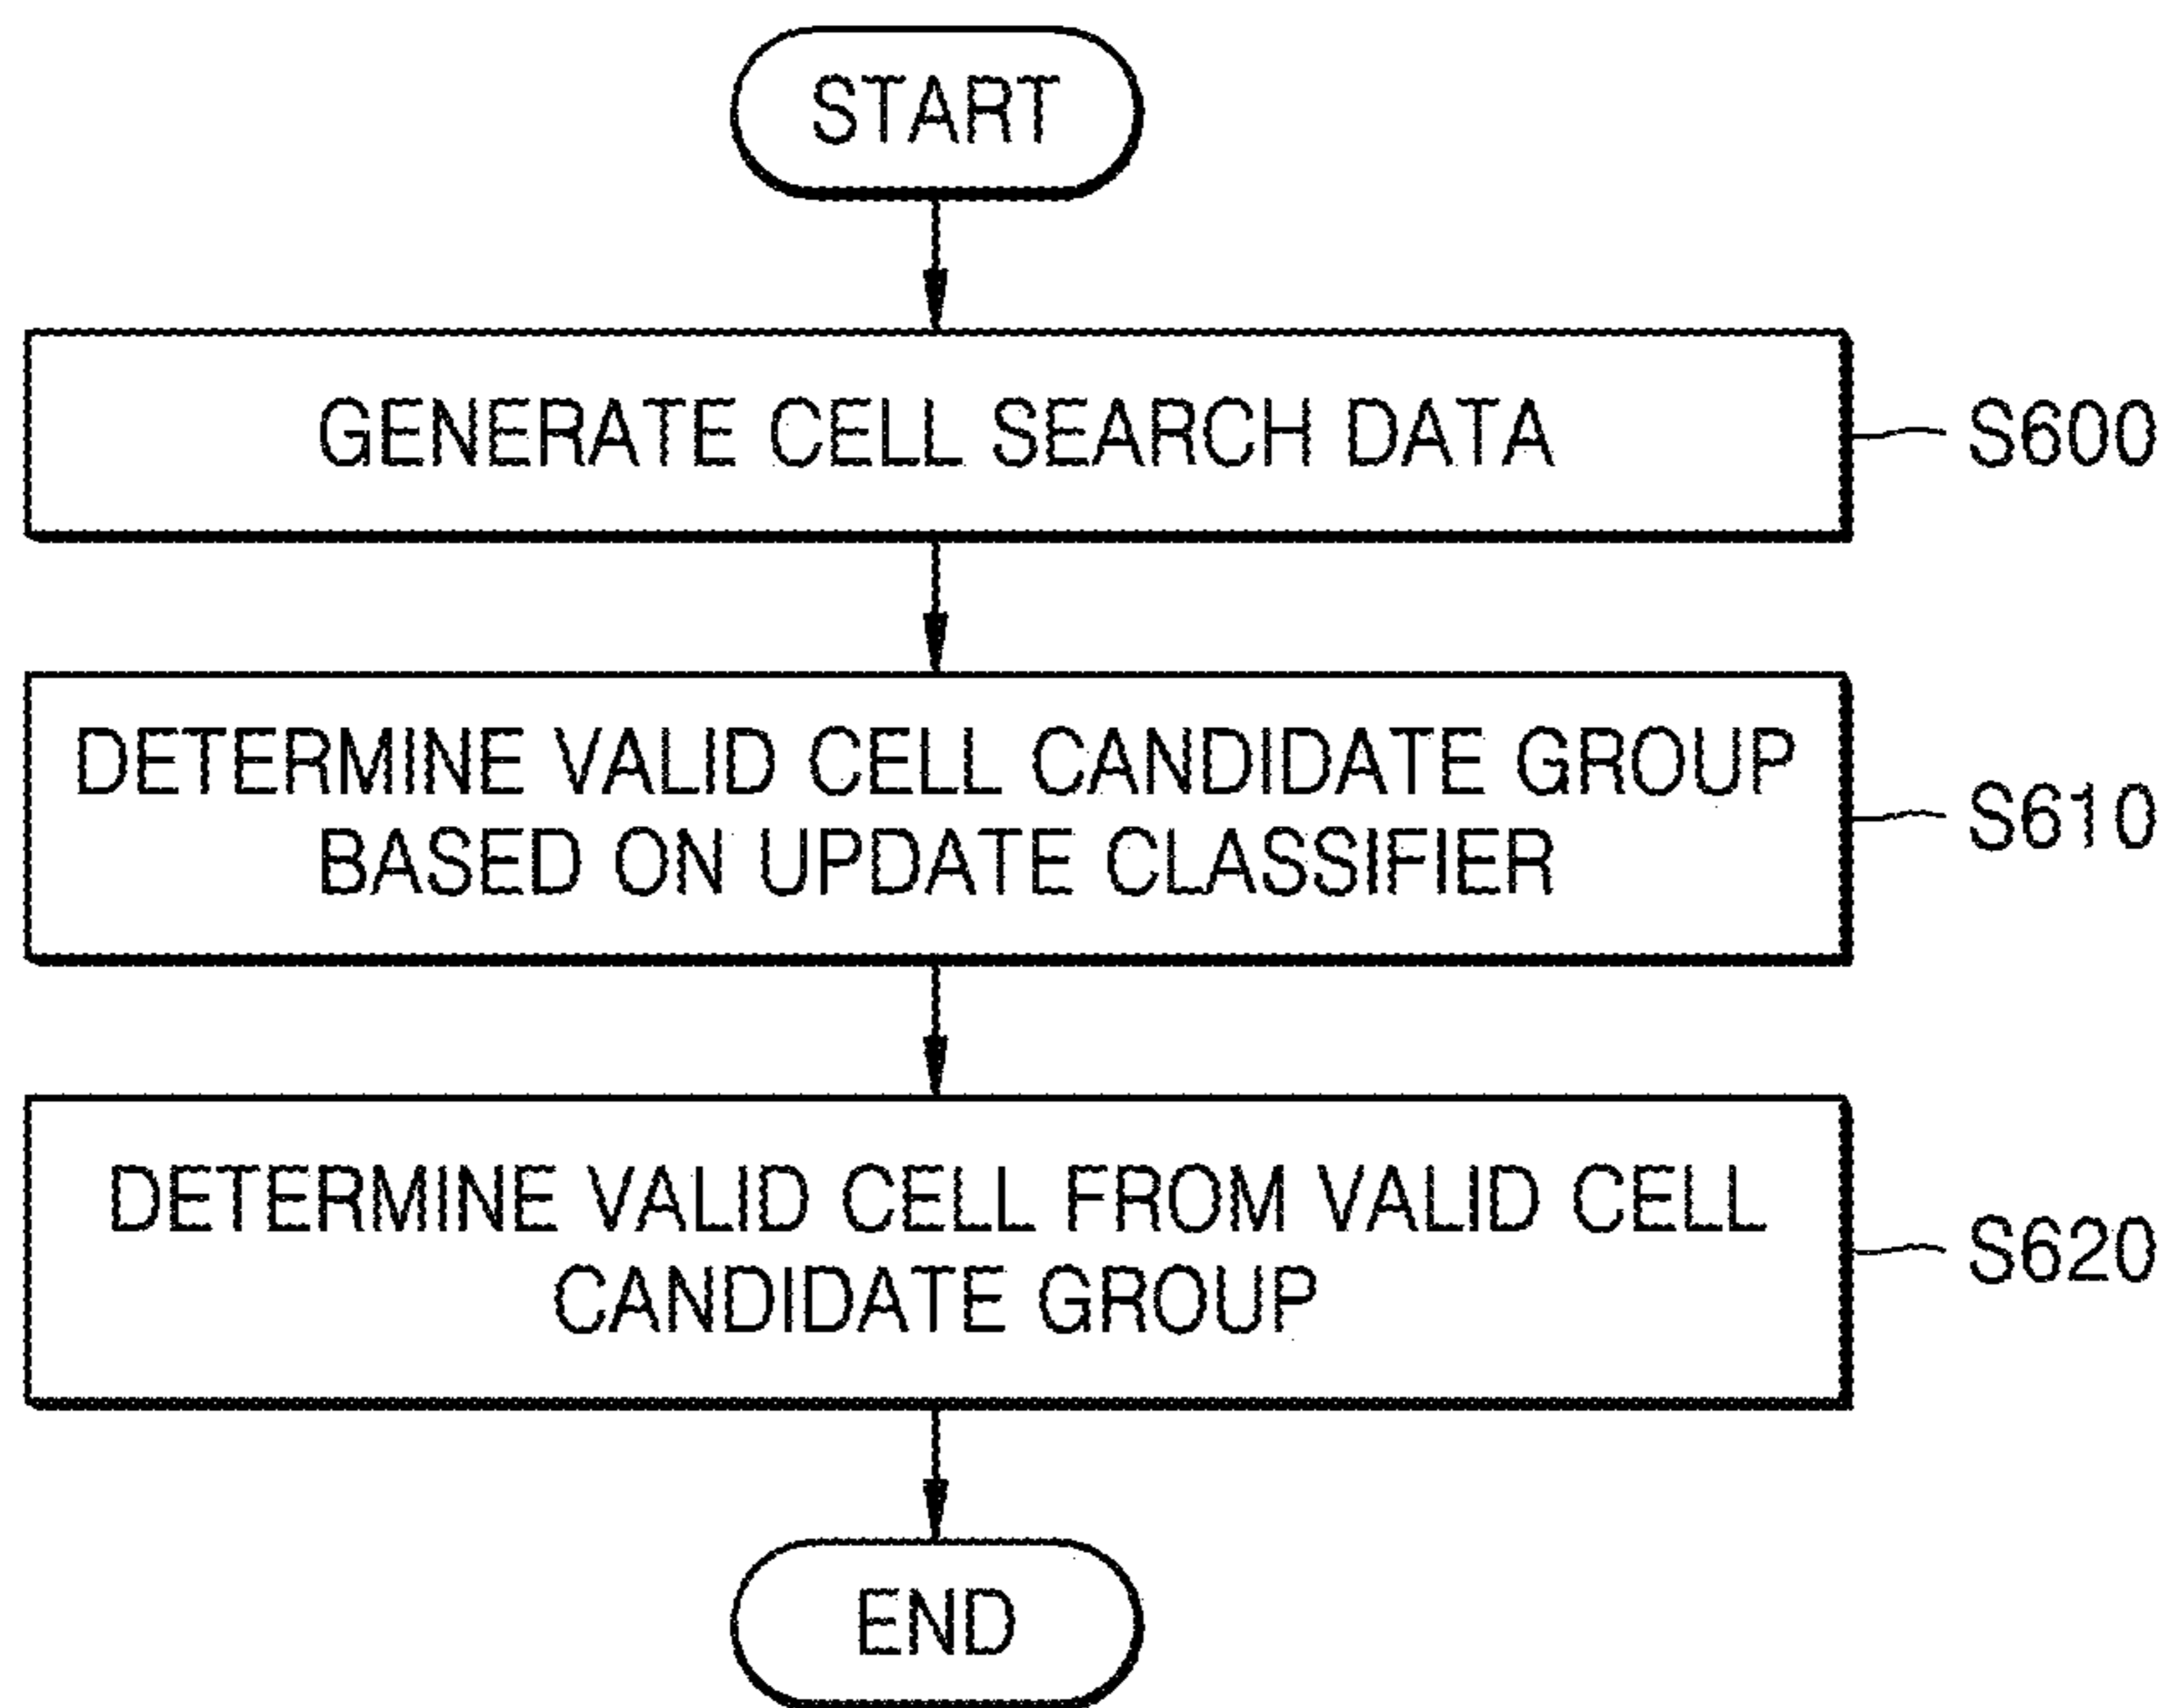 START
GENERATE CELL SEARCH DATA
S600
DETERMINE VALID CELL CANDIDATE GROUP
BASED ON UPDATE CLASSIFIER
S610
DETERMINE VALID CELL FROM VALID CELL
CANDIDATE GROUP
S620
END